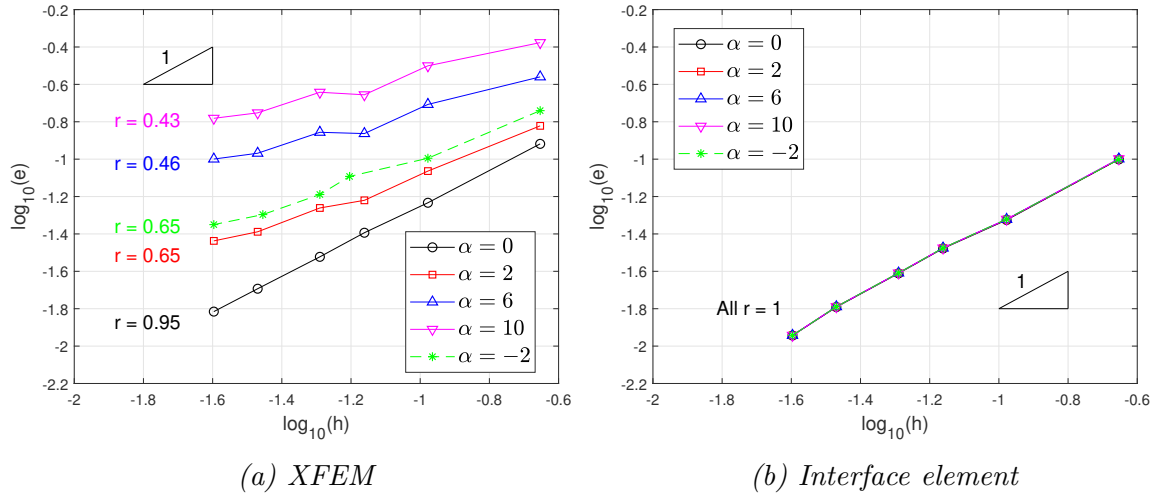 -0.2
-0.4
-0.6
-0.8
-1
-1.2
-1.4
-1.6
-1.8
-2
-2.2
log10(e)
1
r = 0.43
r = 0.46
r = 0.65
r = 0.65
r = 0.95
α = 0
α = 2
α = 6
α = 10
α = −2
-2 -1.8 -1.6 -1.4 -1.2 -1 -0.8 -0.6
log10(h)
(a) XFEM
-0.2
-0.4
-0.6
-0.8
-1
-1.2
-1.4
-1.6
-1.8
-2
-2.2
log10(e)
α = 0
α = 2
α = 6
α = 10
α = −2
1
All r = 1
-2 -1.8 -1.6 -1.4 -1.2 -1 -0.8 -0.6
log10(h)
(b) Interface element